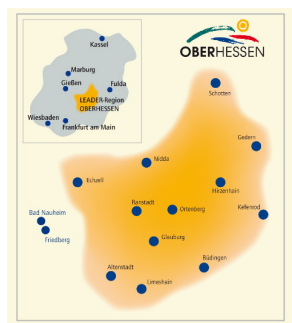 Kassel
Marburg
Gießen
Fulda
LEADER-Region
OBERHESSEN
Wiesbaden
Frankfurt am Main
OBERHESSEN
Schotten
Gedern
Nidda
Echzell
Hirzenhain
Ranstadt
Ortenberg
Kefenrod
Bad Nauheim
Friedberg
Glauburg
Büdingen
Altenstadt
Limeshain